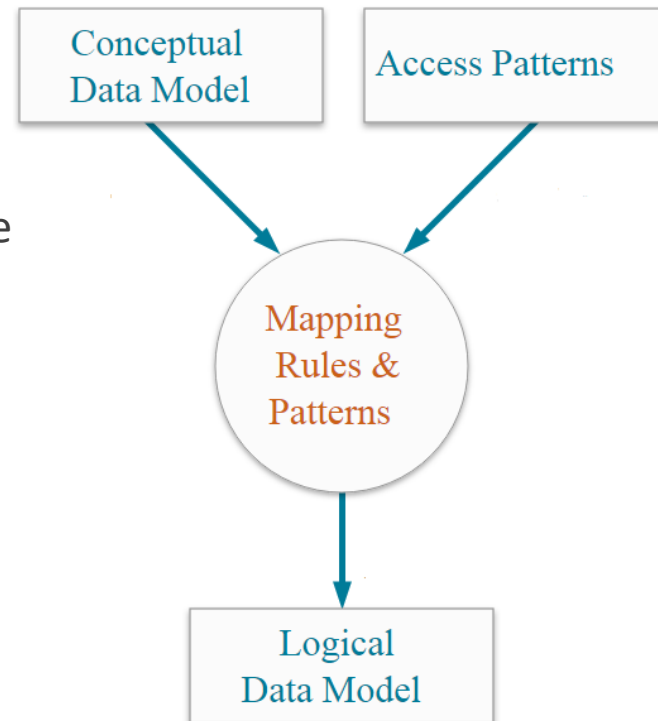 Conceptual
Data Model
Access Patterns
e
Mapping
Rules &
Patterns
Logical
Data Model